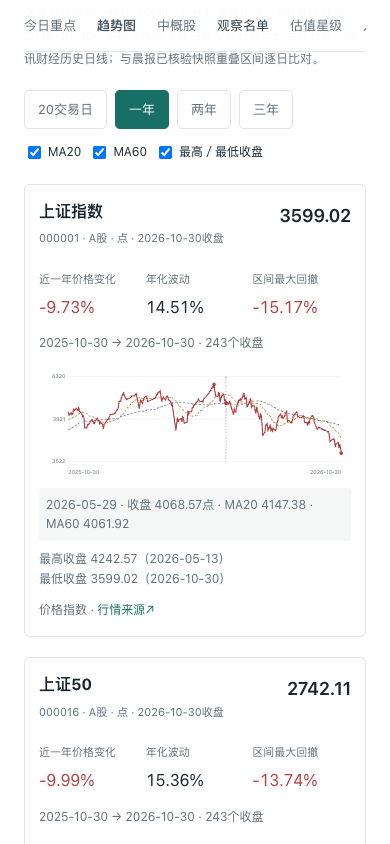 今日重点 趋势图 中概股 观察名单 估值星级
讯财经历史日线；与晨报已核验快照重叠区间逐日比对。
20交易日 一年 两年 三年
MA20 MA60 最高 / 最低收盘
上证指数 3599.02
000001 · A股 · 点 · 2026-10-30收盘
近一年价格变化 年化波动 区间最大回撤
-9.73% 14.51% -15.17%
2025-10-30 → 2026-10-30 · 243个收盘
3921
3522
2025-10-30 2026-10-30
2026-05-29 · 收盘 4068.57点 · MA20 4147.38 ·
MA60 4061.92
最高收盘 4242.57（2026-05-13）
最低收盘 3599.02（2026-10-30）
价格指数 · 行情来源↗
上证50 2742.11
000016 · A股 · 点 · 2026-10-30收盘
近一年价格变化 年化波动 区间最大回撤
-9.99% 15.36% -13.74%
2025-10-30 → 2026-10-30 · 243个收盘